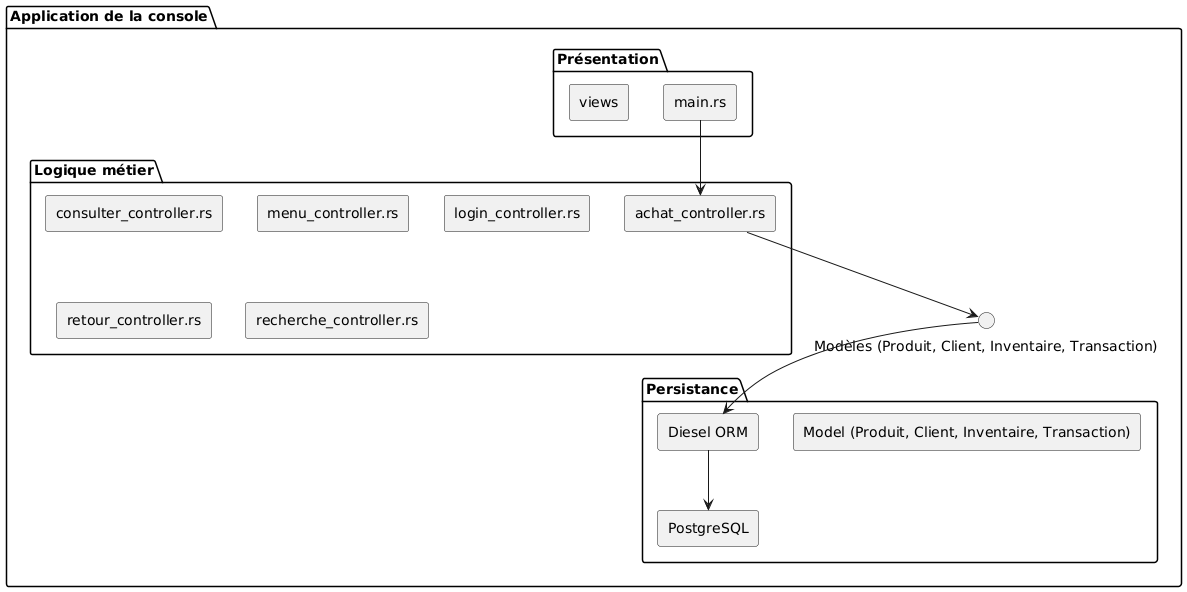 Application de la console
Présentation
views
main.rs
Logique métier
consulter_controller.rs
menu_controller.rs
login_controller.rs
achat_controller.rs
retour_controller.rs
recherche_controller.rs
Modèles (Produit, Client, Inventaire, Transaction)
Persistance
Diesel ORM
Model (Produit, Client, Inventaire, Transaction)
PostgreSQL